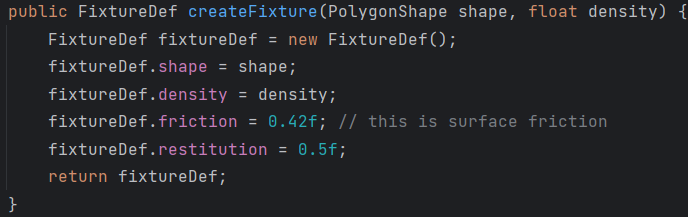 public FixtureDef createFixture(PolygonShape shape, float density) {
    FixtureDef fixtureDef = new FixtureDef();
    fixtureDef.shape = shape;
    fixtureDef.density = density;
    fixtureDef.friction = 0.42f; // this is surface friction
    fixtureDef.restitution = 0.5f;
    return fixtureDef;
}